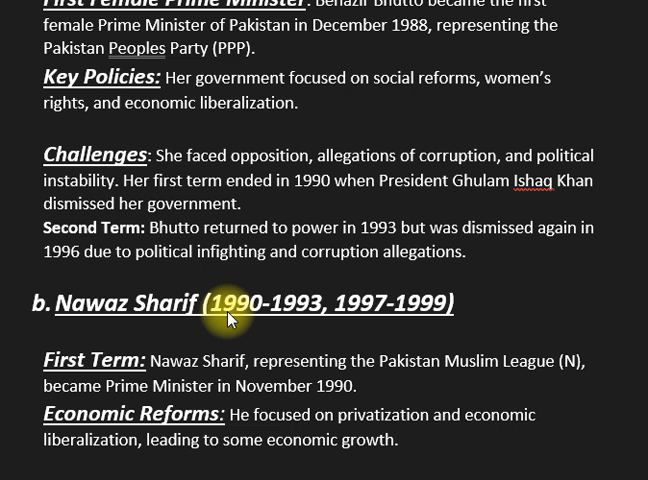 First Female Prime Minister: Benazir Bhutto became the first
female Prime Minister of Pakistan in December 1988, representing the
Pakistan Peoples Party (PPP).
Key Policies: Her government focused on social reforms, women's
rights, and economic liberalization.
Challenges: She faced opposition, allegations of corruption, and political
instability. Her first term ended in 1990 when President Ghulam Ishaq Khan
dismissed her government.
Second Term: Bhutto returned to power in 1993 but was dismissed again in
1996 due to political infighting and corruption allegations.
b. Nawaz Sharif (1990-1993, 1997-1999)
First Term: Nawaz Sharif, representing the Pakistan Muslim League (N),
became Prime Minister in November 1990.
Economic Reforms: He focused on privatization and economic
liberalization, leading to some economic growth.